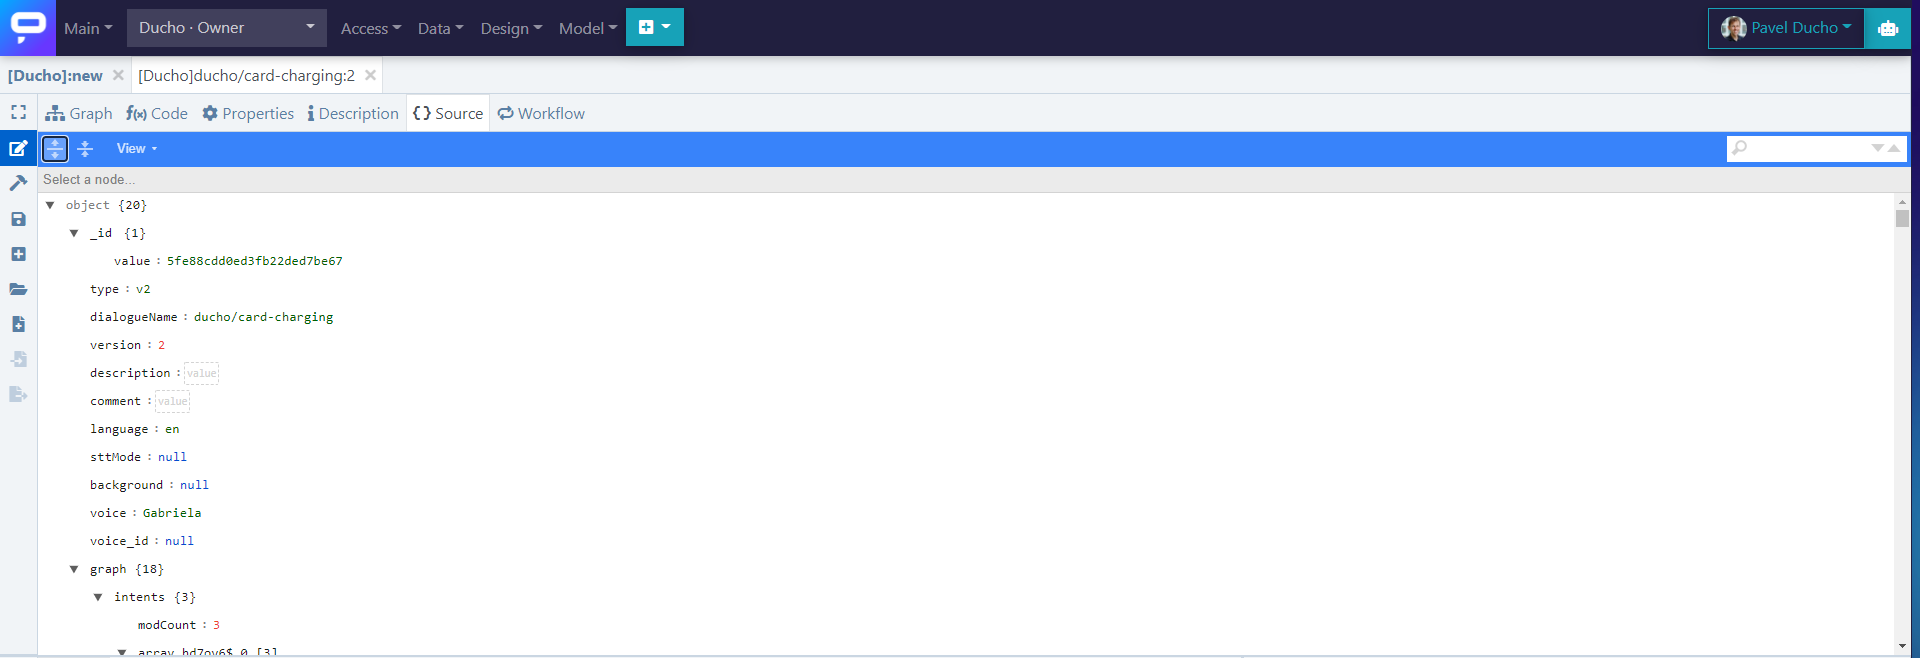 Main Ducho · Owner Access Data Design Model Pavel Ducho
[Ducho]:new [Ducho]ducho/card-charging:2
Graph f(x) Code Properties Description {} Source Workflow
View
Select a node...
object {20}
_id {1}
value : 5fe88cdd0ed3fb22ded7be67
type : v2
dialogueName : ducho/card-charging
version : 2
description : value
comment : value
language : en
sttMode : null
background : null
voice : Gabriela
voice_id : null
graph {18}
intents {3}
modCount : 3
array_hd7ov6$_0 [3]